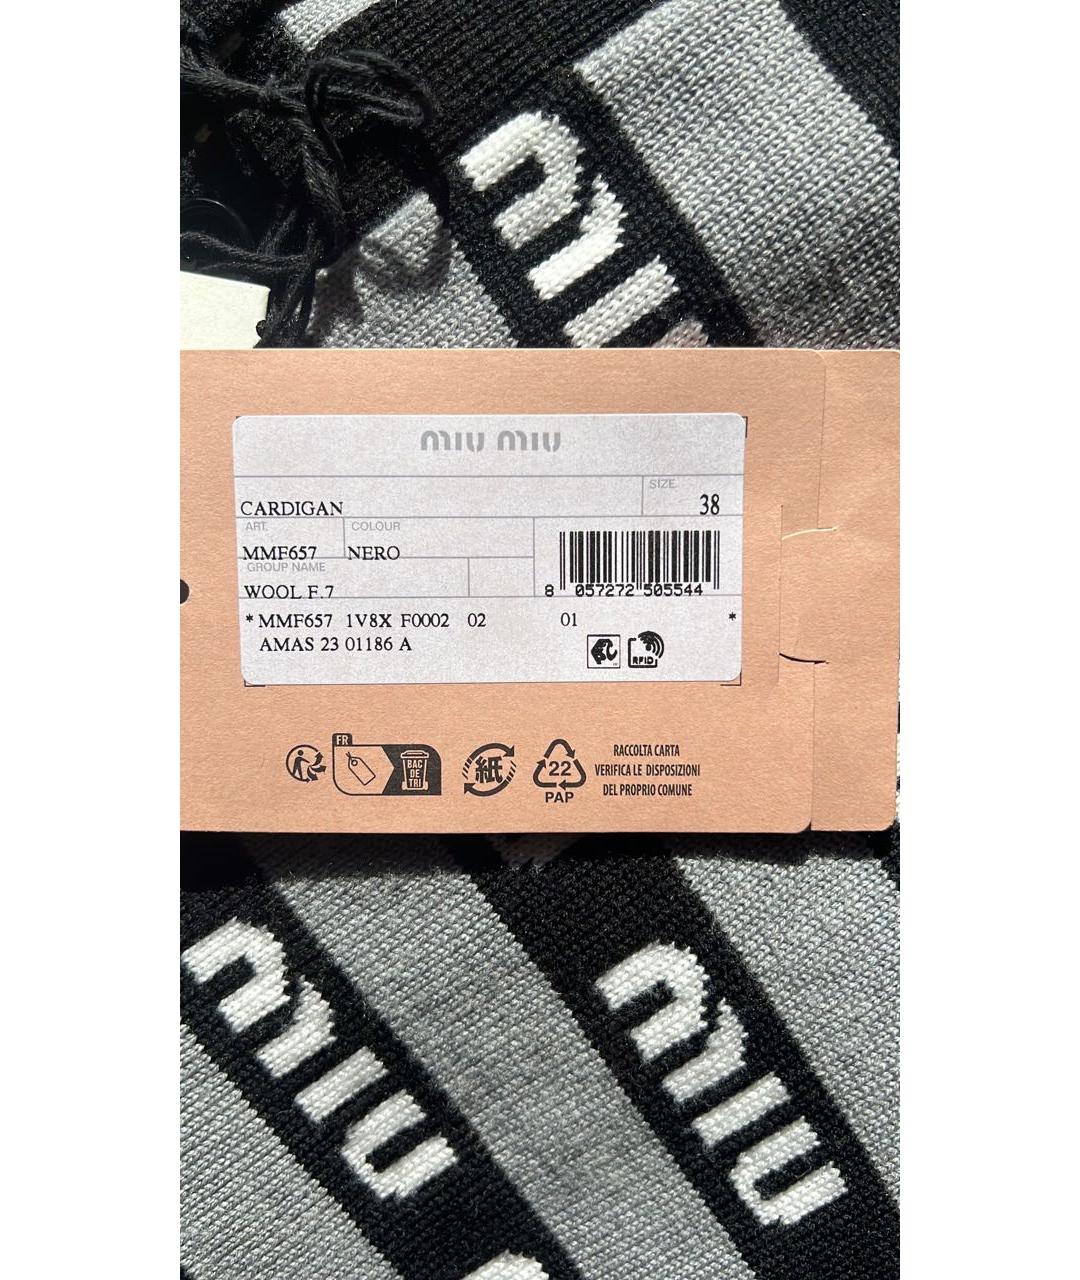 miu
miu miu
SIZE
CARDIGAN
38
ART.
COLOUR
MMF657
NERO
GROUP NAME
WOOL F.7
8 057272 505544
* MMF657 1V8X F0002 02 01 *
AMAS 23 01186 A
RFID
FR
BAC
DE
TRI
紙
22
PAP
RACCOLTA CARTA
VERIFICA LE DISPOSIZIONI
DEL PROPRIO COMUNE
miu
miu